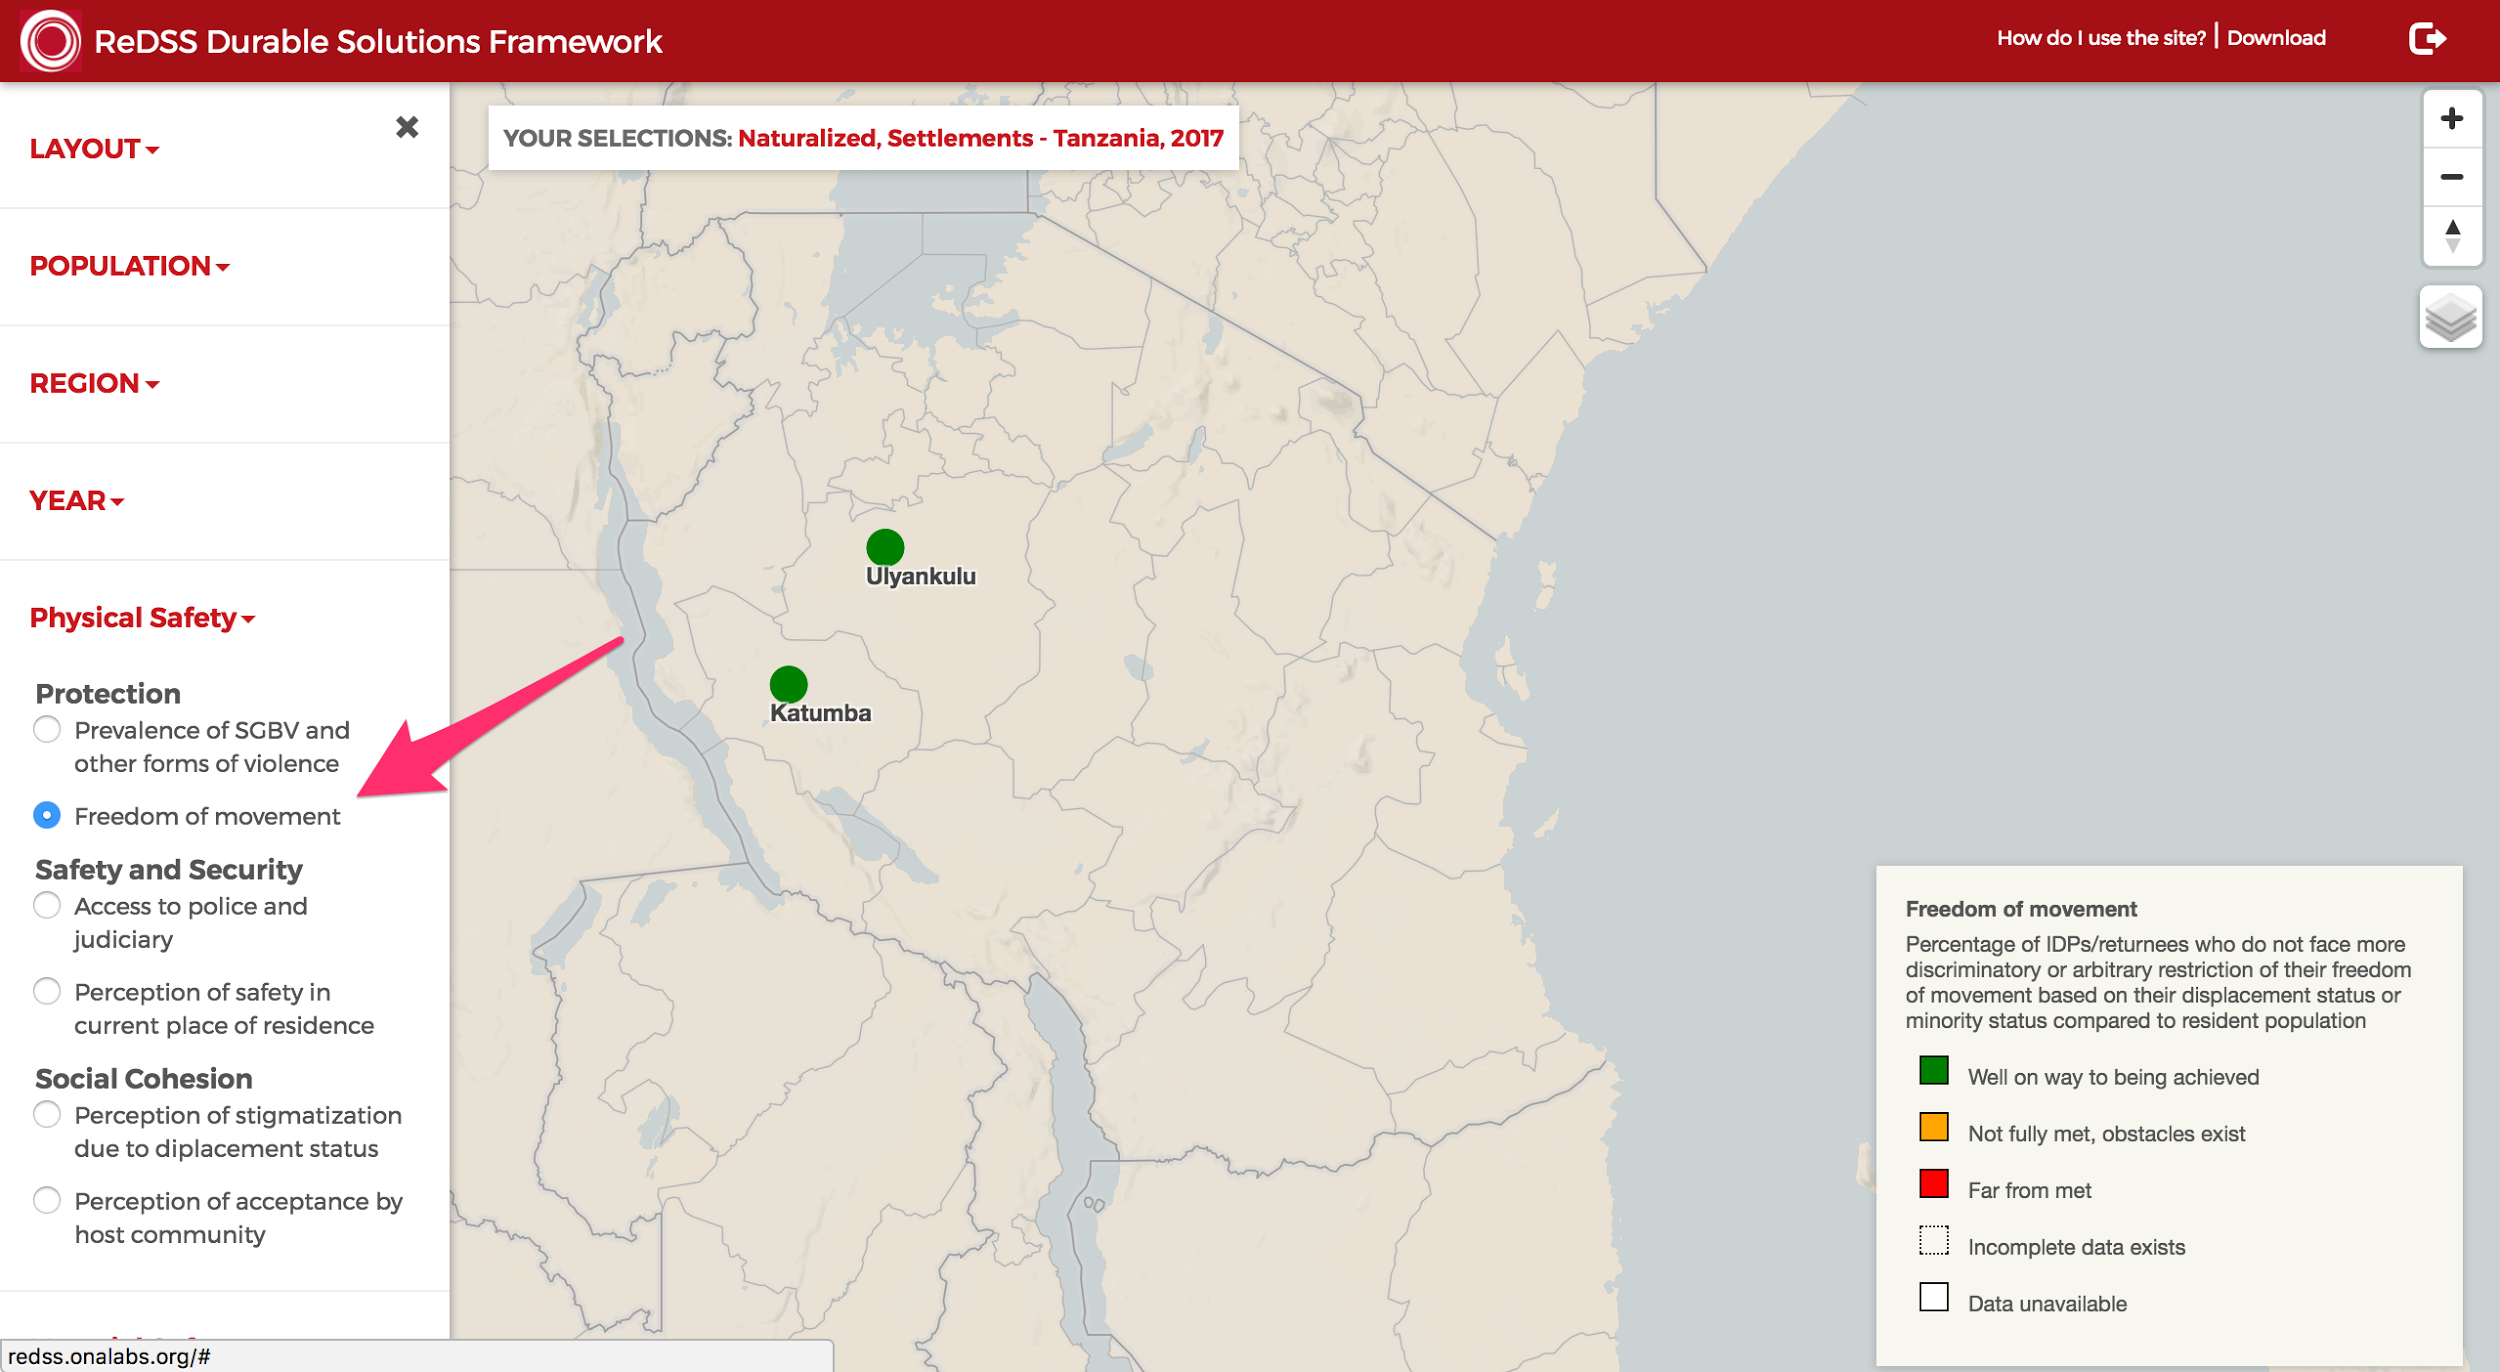 ReDSS Durable Solutions Framework
How do I use the site? | Download
LAYOUT
POPULATION
REGION
YEAR
Physical Safety
Protection
Prevalence of SGBV and
other forms of violence
Freedom of movement
Safety and Security
Access to police and
judiciary
Perception of safety in
current place of residence
Social Cohesion
Perception of stigmatization
due to diplacement status
Perception of acceptance by
host community
redss.onalabs.org/#
YOUR SELECTIONS: Naturalized, Settlements - Tanzania, 2017
Ulyankulu
Katumba
Freedom of movement
Percentage of IDPs/returnees who do not face more
discriminatory or arbitrary restriction of their freedom
of movement based on their displacement status or
minority status compared to resident population
Well on way to being achieved
Not fully met, obstacles exist
Far from met
Incomplete data exists
Data unavailable